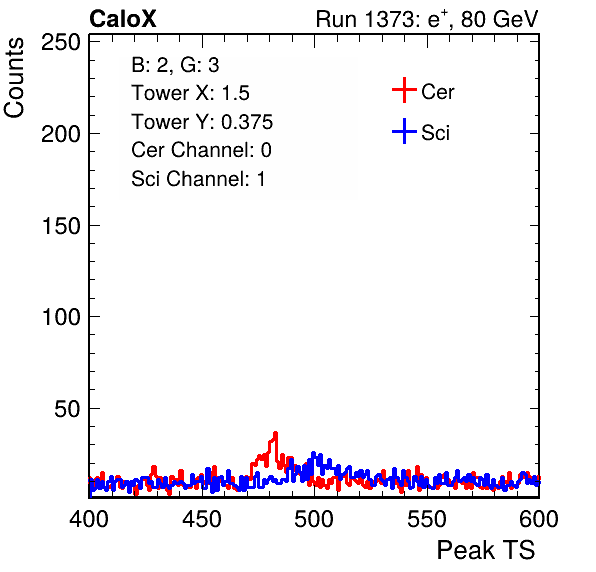 CaloX
Run 1373: e+, 80 GeV
Counts
250
200
150
100
50
B: 2, G: 3
Tower X: 1.5
Tower Y: 0.375
Cer Channel: 0
Sci Channel: 1
Cer
Sci
400 450 500 550 600
Peak TS